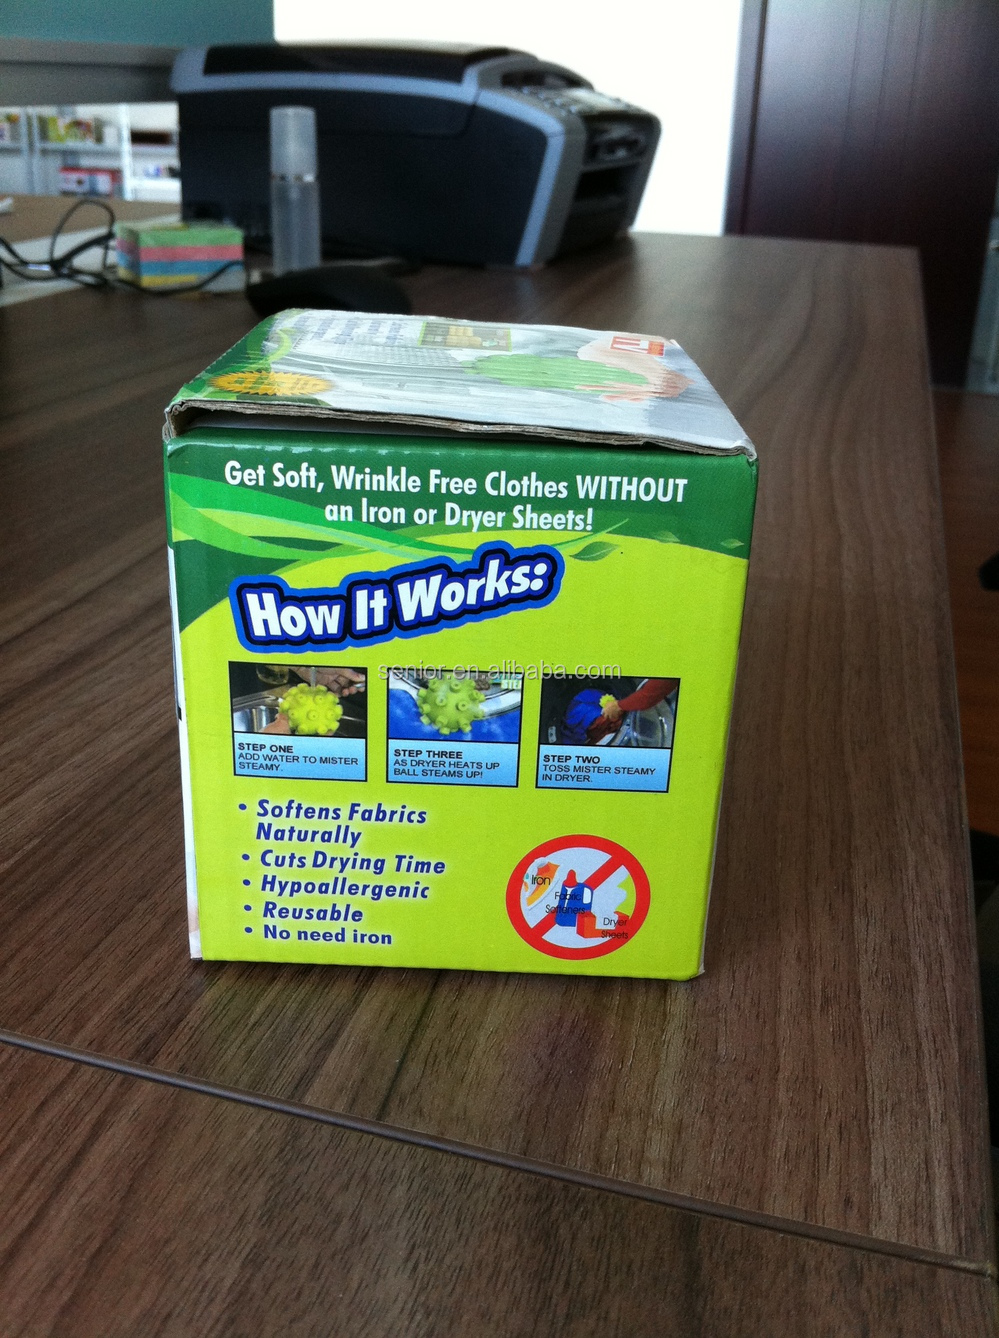 Get Soft, Wrinkle Free Clothes WITHOUT
an Iron or Dryer Sheets!
How It Works:
senior.en.alibaba.com
STEP ONE
ADD WATER TO MISTER
STEAMY.
STEP THREE
AS DRYER HEATS UP
BALL STEAMS UP!
STEP TWO
TOSS MISTER STEAMY
IN DRYER.
• Softens Fabrics
Naturally
• Cuts Drying Time
• Hypoallergenic
• Reusable
• No need iron
Iron
Fabric
Softeners
Dryer
Sheets